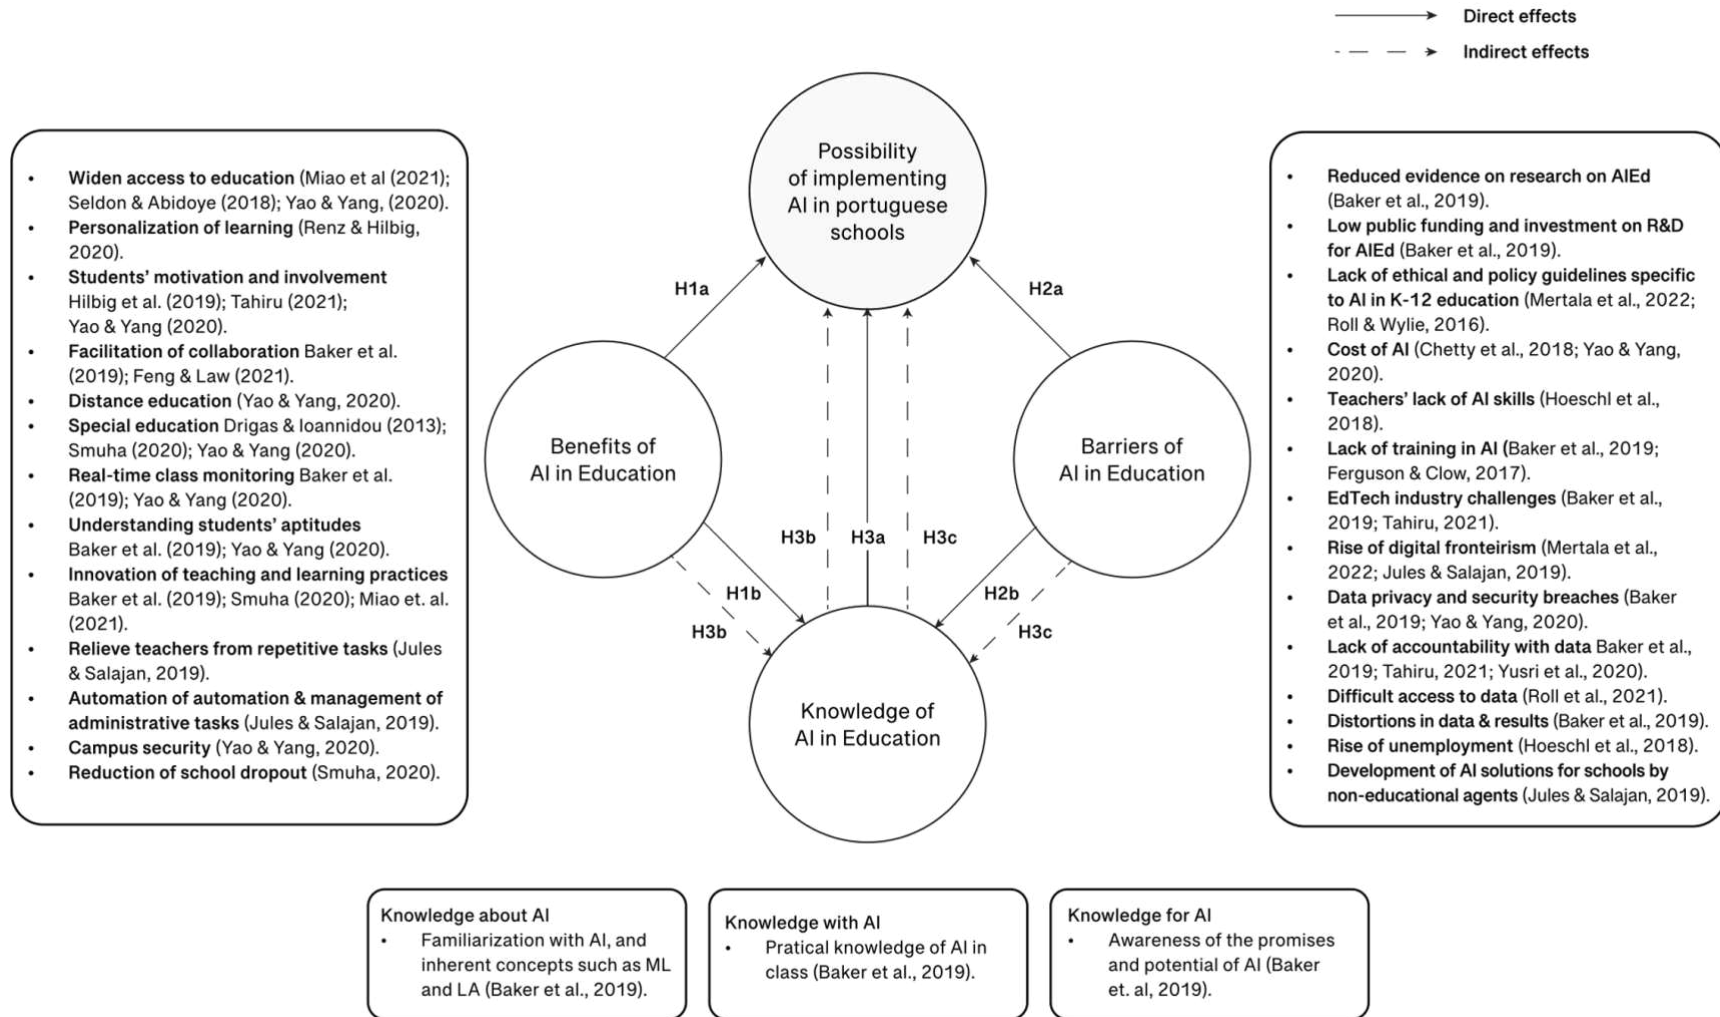 Direct effects
Indirect effects
• Widen access to education (Miao et al (2021);
Seldon & Abidoye (2018); Yao & Yang, (2020).
• Personalization of learning (Renz & Hilbig,
2020).
• Students' motivation and involvement
Hilbig et al. (2019); Tahiru (2021);
Yao & Yang (2020).
• Facilitation of collaboration Baker et al.
(2019); Feng & Law (2021).
• Distance education (Yao & Yang, 2020).
• Special education Drigas & Ioannidou (2013);
Smuha (2020); Yao & Yang (2020).
• Real-time class monitoring Baker et al.
(2019); Yao & Yang (2020).
• Understanding students' aptitudes
Baker et al. (2019); Yao & Yang (2020).
• Innovation of teaching and learning practices
Baker et al. (2019); Smuha (2020); Miao et. al.
(2021).
• Relieve teachers from repetitive tasks (Jules
& Salajan, 2019).
• Automation of automation & management of
administrative tasks (Jules & Salajan, 2019).
• Campus security (Yao & Yang, 2020).
• Reduction of school dropout (Smuha, 2020).
Possibility
of implementing
AI in portuguese
schools
H1a
H2a
Benefits of
AI in Education
Barriers of
AI in Education
H3b
H3a
H3c
H1b
H2b
H3b
H3c
Knowledge of
AI in Education
• Reduced evidence on research on AIEd
(Baker et al., 2019).
• Low public funding and investment on R&D
for AIEd (Baker et al., 2019).
• Lack of ethical and policy guidelines specific
to AI in K-12 education (Mertala et al., 2022;
Roll & Wylie, 2016).
• Cost of AI (Chetty et al., 2018; Yao & Yang,
2020).
• Teachers' lack of AI skills (Hoeschl et al.,
2018).
• Lack of training in AI (Baker et al., 2019;
Ferguson & Clow, 2017).
• EdTech industry challenges (Baker et al.,
2019; Tahiru, 2021).
• Rise of digital fronteirism (Mertala et al.,
2022; Jules & Salajan, 2019).
• Data privacy and security breaches (Baker
et al., 2019; Yao & Yang, 2020).
• Lack of accountability with data Baker et al.,
2019; Tahiru, 2021; Yusri et al., 2020).
• Difficult access to data (Roll et al., 2021).
• Distortions in data & results (Baker et al., 2019).
• Rise of unemployment (Hoeschl et al., 2018).
• Development of AI solutions for schools by
non-educational agents (Jules & Salajan, 2019).
Knowledge about AI
• Familiarization with AI, and
inherent concepts such as ML
and LA (Baker et al., 2019).
Knowledge with AI
• Pratical knowledge of AI in
class (Baker et al., 2019).
Knowledge for AI
• Awareness of the promises
and potential of AI (Baker
et. al, 2019).